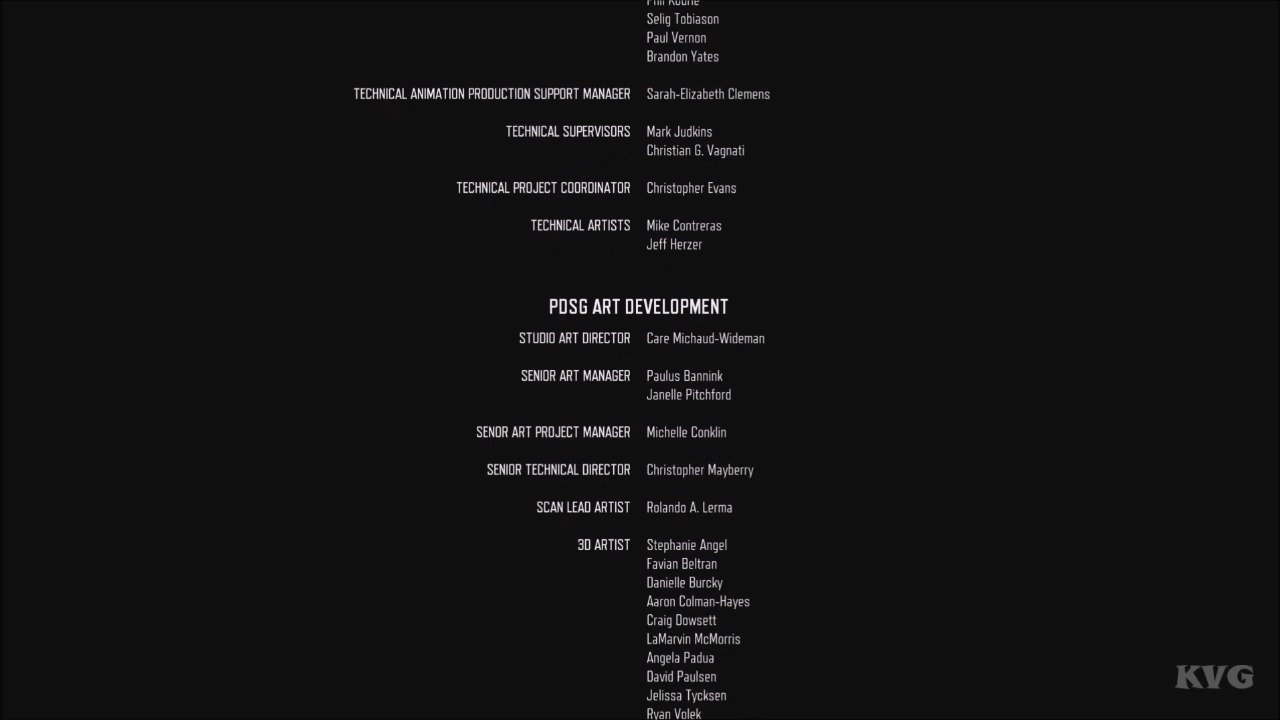 Phil Kourie
Selig Tobiason
Paul Vernon
Brandon Yates
TECHNICAL ANIMATION PRODUCTION SUPPORT MANAGER Sarah-Elizabeth Clemens
TECHNICAL SUPERVISORS Mark Judkins
Christian G. Vagnati
TECHNICAL PROJECT COORDINATOR Christopher Evans
TECHNICAL ARTISTS Mike Contreras
Jeff Herzer
PDSG ART DEVELOPMENT
STUDIO ART DIRECTOR Care Michaud-Wideman
SENIOR ART MANAGER Paulus Bannink
Janelle Pitchford
SENOR ART PROJECT MANAGER Michelle Conklin
SENIOR TECHNICAL DIRECTOR Christopher Mayberry
SCAN LEAD ARTIST Rolando A. Lerma
3D ARTIST Stephanie Angel
Favian Beltran
Danielle Burcky
Aaron Colman-Hayes
Craig Dowsett
LaMarvin McMorris
Angela Padua
David Paulsen
Jelissa Tycksen
Ryan Volek
KVG